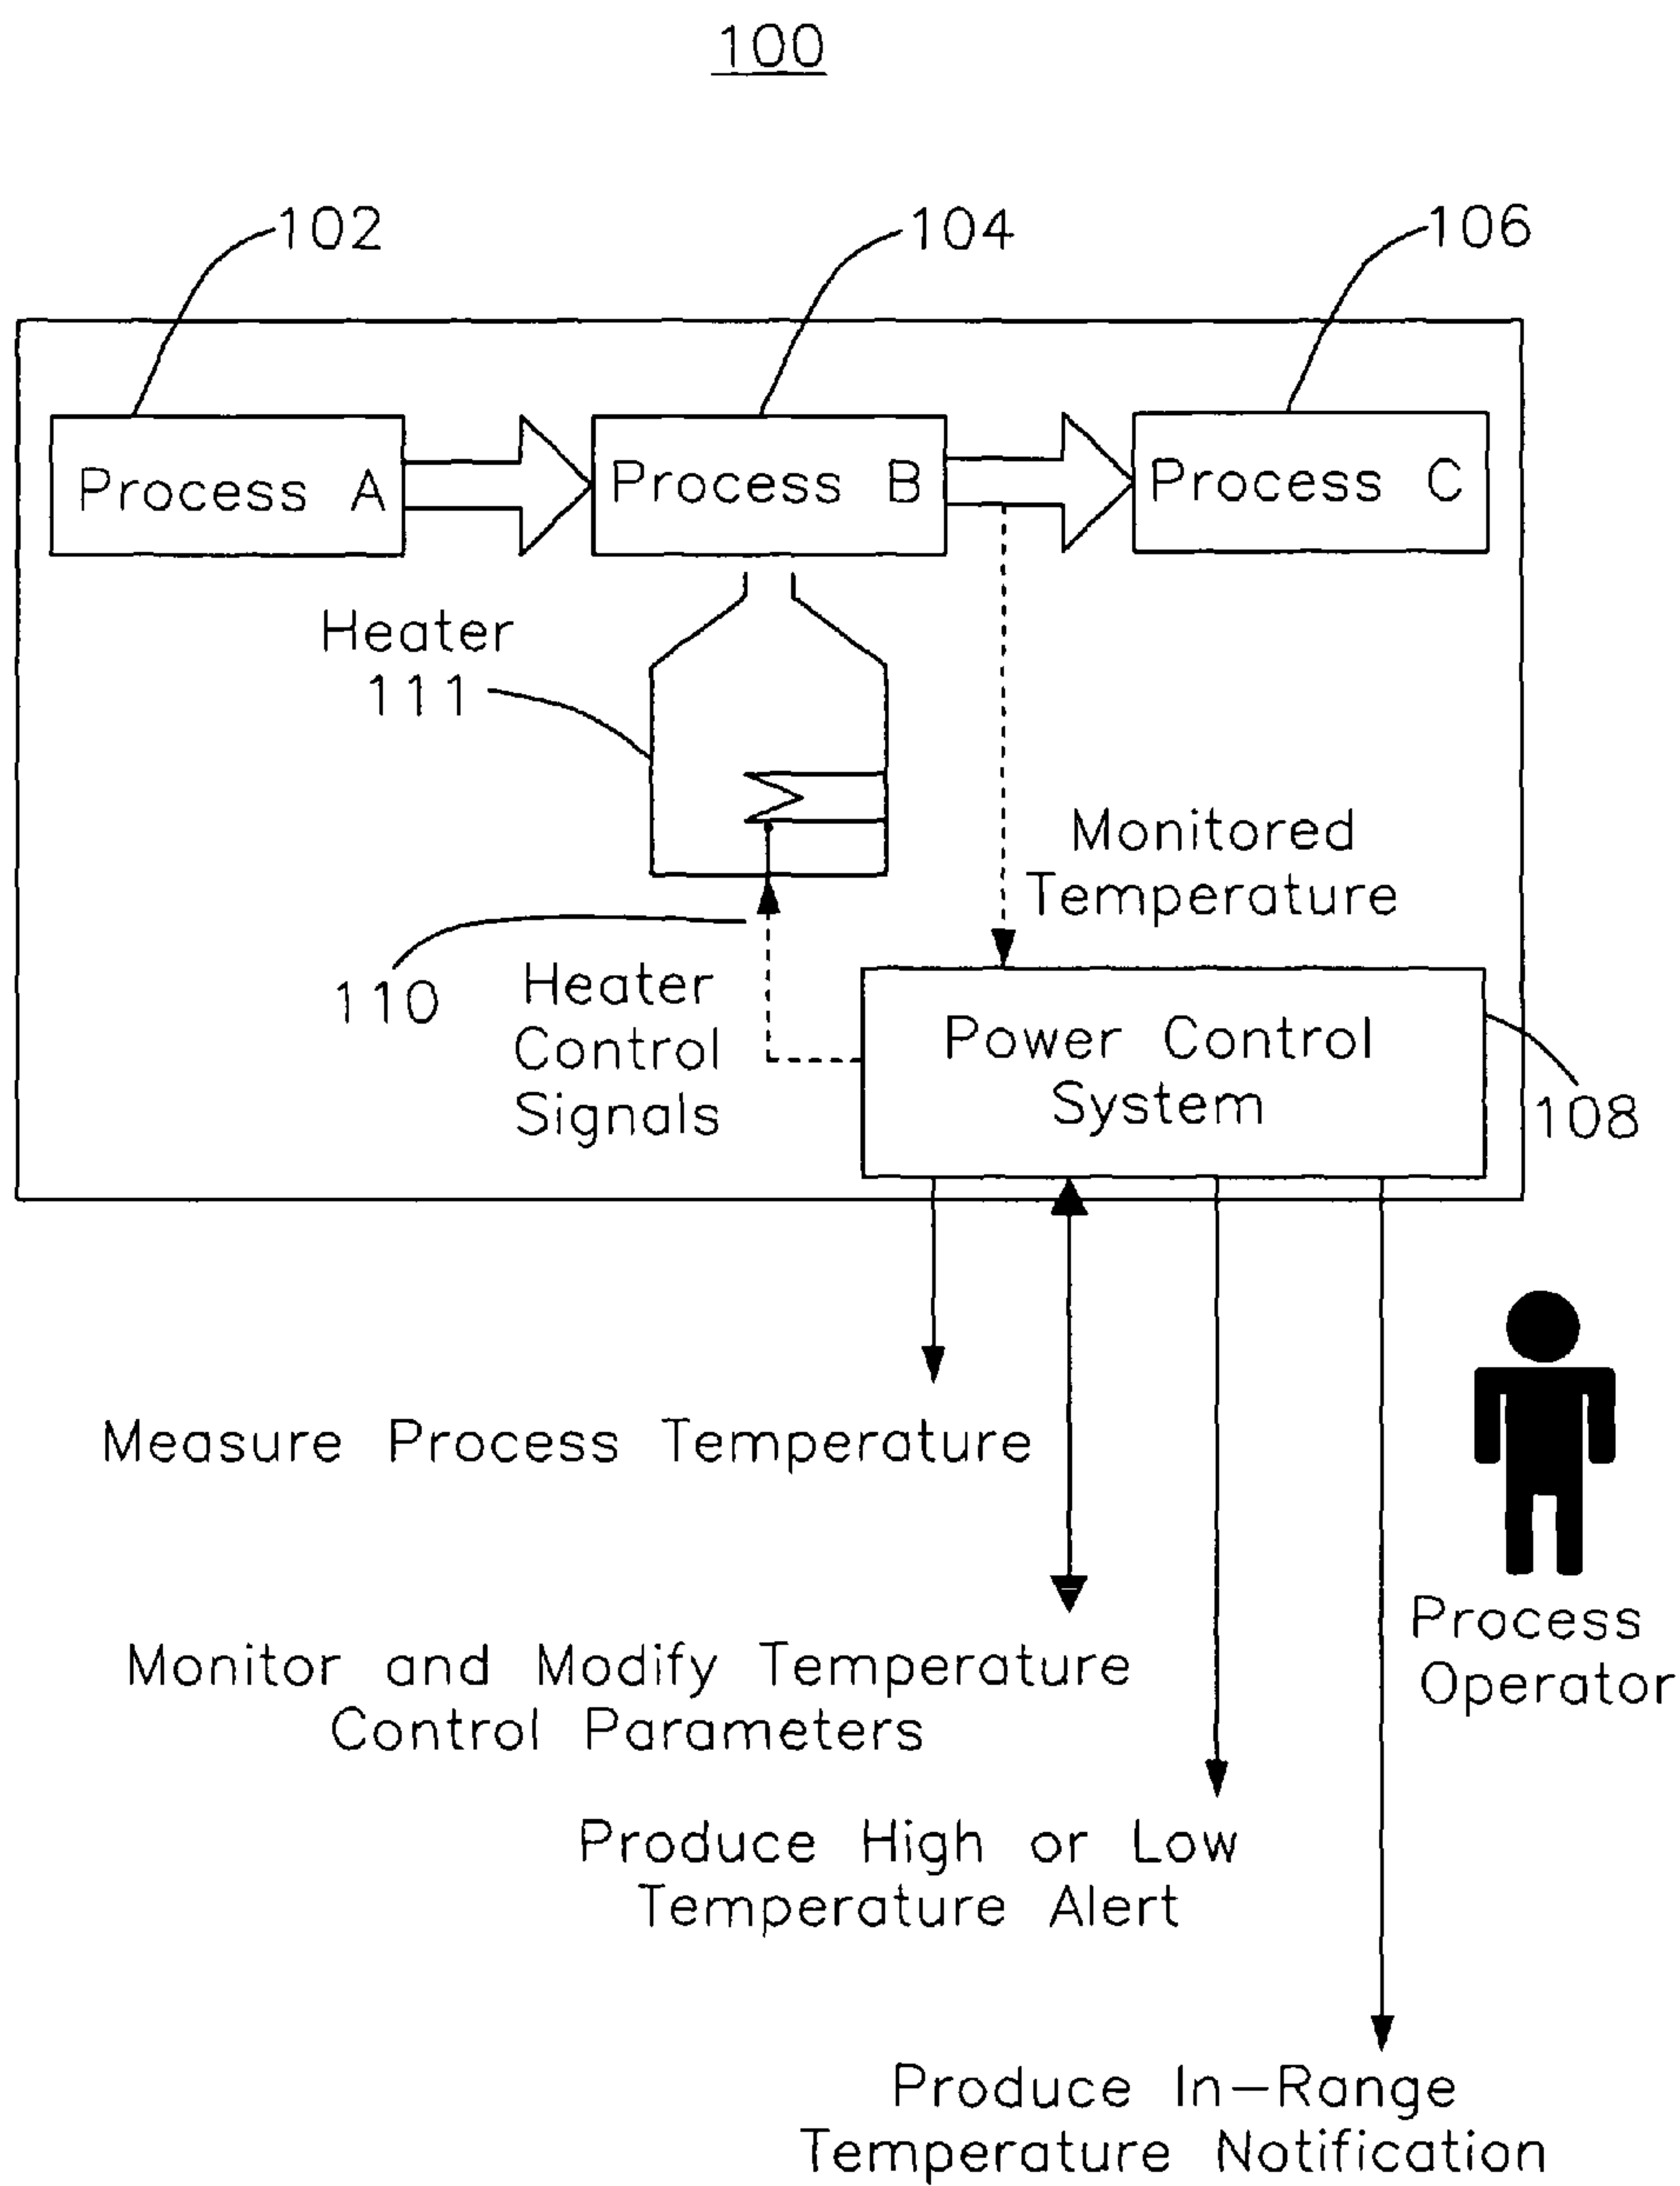 100
102
104
106
Process A
Process B
Process C
Heater
111
Monitored
Temperature
110
Heater
Control
Signals
Power Control
System
108
Measure Process Temperature
Process
Operator
Monitor and Modify Temperature
Control Parameters
Produce High or Low
Temperature Alert
Produce In-Range
Temperature Notification